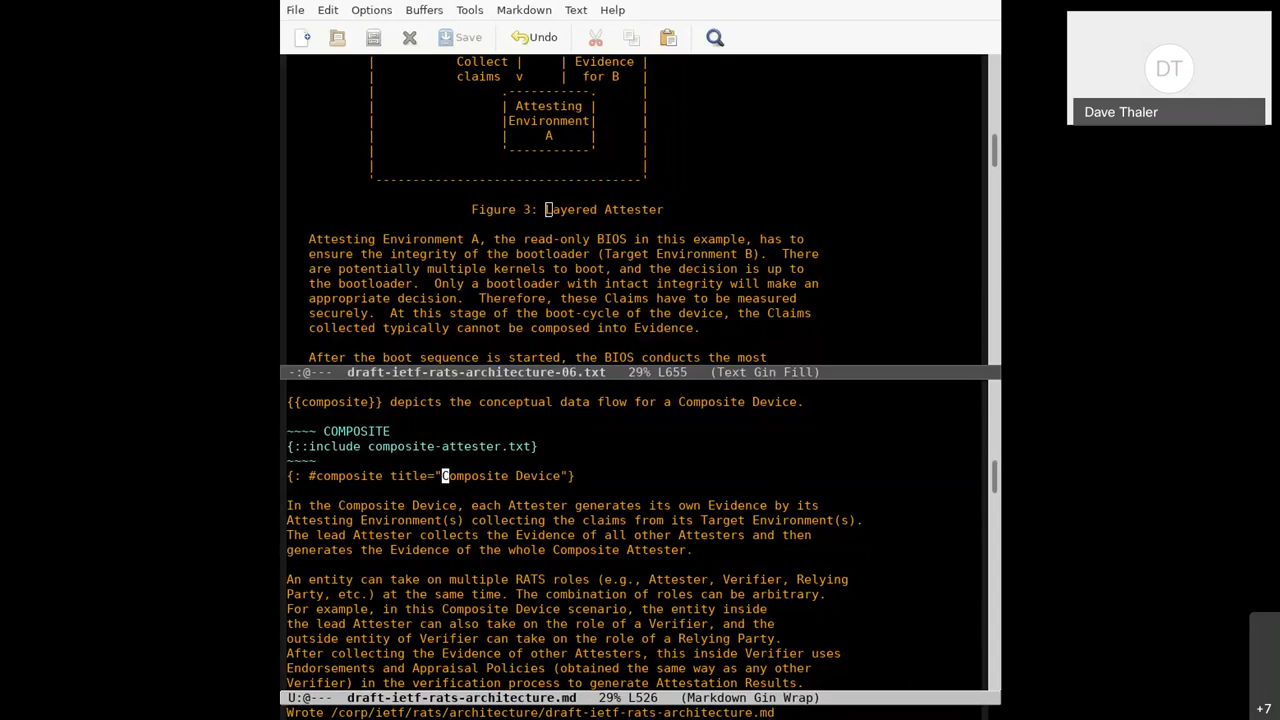 File Edit Options Buffers Tools Markdown Text Help
Save Undo
| Collect | | Evidence |
| claims v | for B |
| .-----------. |
| | Attesting | |
| |Environment| |
| | A | |
| '-----------' |
| |
'------------------------------------'
Figure 3: Layered Attester
Attesting Environment A, the read-only BIOS in this example, has to
ensure the integrity of the bootloader (Target Environment B). There
are potentially multiple kernels to boot, and the decision is up to
the bootloader. Only a bootloader with intact integrity will make an
appropriate decision. Therefore, these Claims have to be measured
securely. At this stage of the boot-cycle of the device, the Claims
collected typically cannot be composed into Evidence.
After the boot sequence is started, the BIOS conducts the most
-:@--- draft-ietf-rats-architecture-06.txt 29% L655 (Text Gin Fill)
{{composite}} depicts the conceptual data flow for a Composite Device.
~~~~ COMPOSITE
{::include composite-attester.txt}
~~~~
{: #composite title="Composite Device"}
In the Composite Device, each Attester generates its own Evidence by its
Attesting Environment(s) collecting the claims from its Target Environment(s).
The lead Attester collects the Evidence of all other Attesters and then
generates the Evidence of the whole Composite Attester.
An entity can take on multiple RATS roles (e.g., Attester, Verifier, Relying
Party, etc.) at the same time. The combination of roles can be arbitrary.
For example, in this Composite Device scenario, the entity inside
the lead Attester can also take on the role of a Verifier, and the
outside entity of Verifier can take on the role of a Relying Party.
After collecting the Evidence of other Attesters, this inside Verifier uses
Endorsements and Appraisal Policies (obtained the same way as any other
Verifier) in the verification process to generate Attestation Results.
U:@--- draft-ietf-rats-architecture.md 29% L526 (Markdown Gin Wrap)
Wrote /corp/ietf/rats/architecture/draft-ietf-rats-architecture.md
DT
Dave Thaler
+7